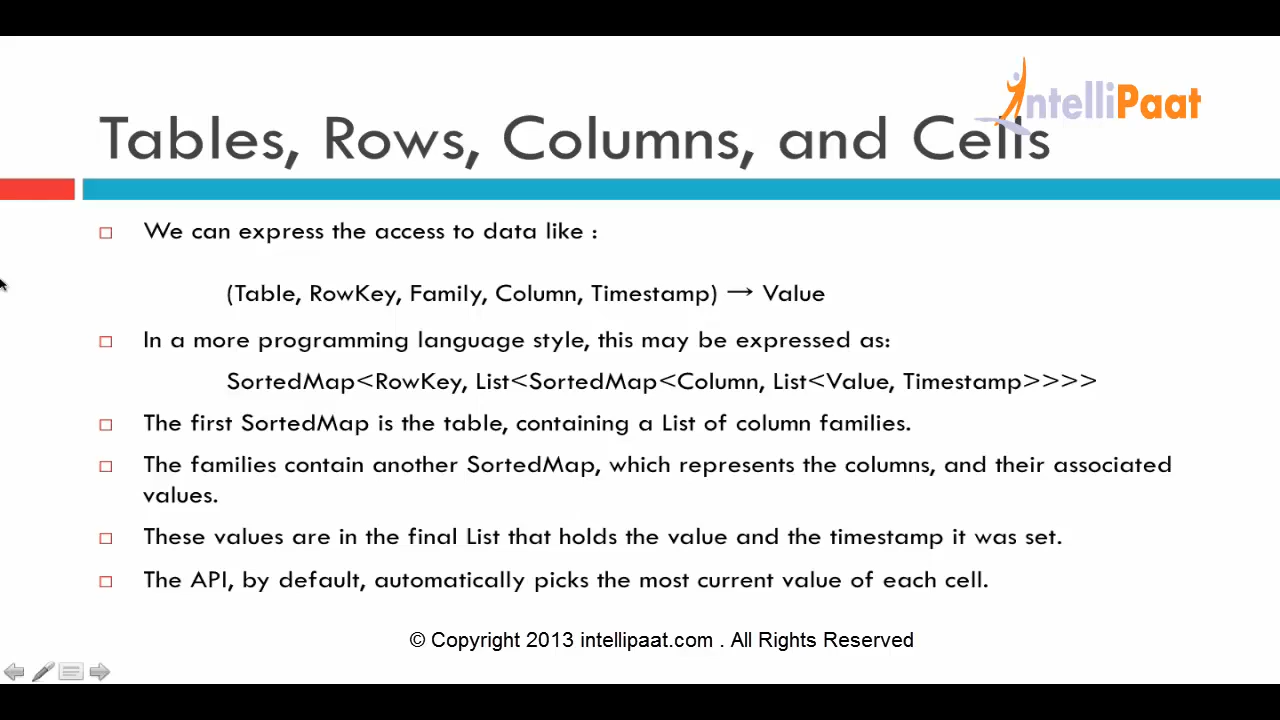 IntelliPaat
Tables, Rows, Columns, and Cells
We can express the access to data like :
(Table, RowKey, Family, Column, Timestamp) → Value
In a more programming language style, this may be expressed as:
SortedMap<RowKey, List<SortedMap<Column, List<Value, Timestamp>>>>
The first SortedMap is the table, containing a List of column families.
The families contain another SortedMap, which represents the columns, and their associated
values.
These values are in the final List that holds the value and the timestamp it was set.
The API, by default, automatically picks the most current value of each cell.
© Copyright 2013 intellipaat.com . All Rights Reserved